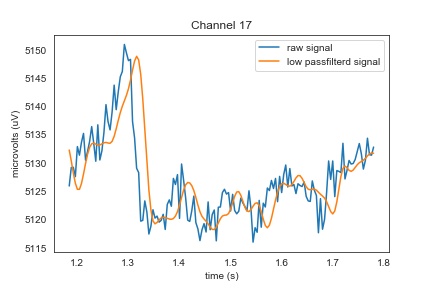 Channel 17
raw signal
low passfilterd signal
microvolts (uV)
5150
5145
5140
5135
5130
5125
5120
5115
1.2 1.3 1.4 1.5 1.6 1.7 1.8
time (s)